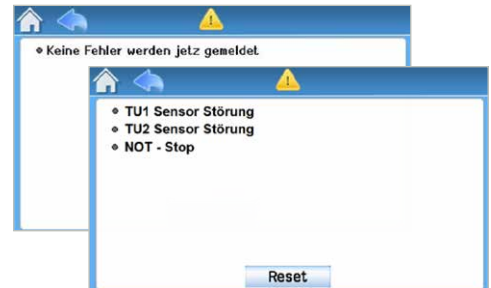 Keine Fehler werden jetz gemeldet
TU1 Sensor Störung
TU2 Sensor Störung
NOT - Stop
Reset